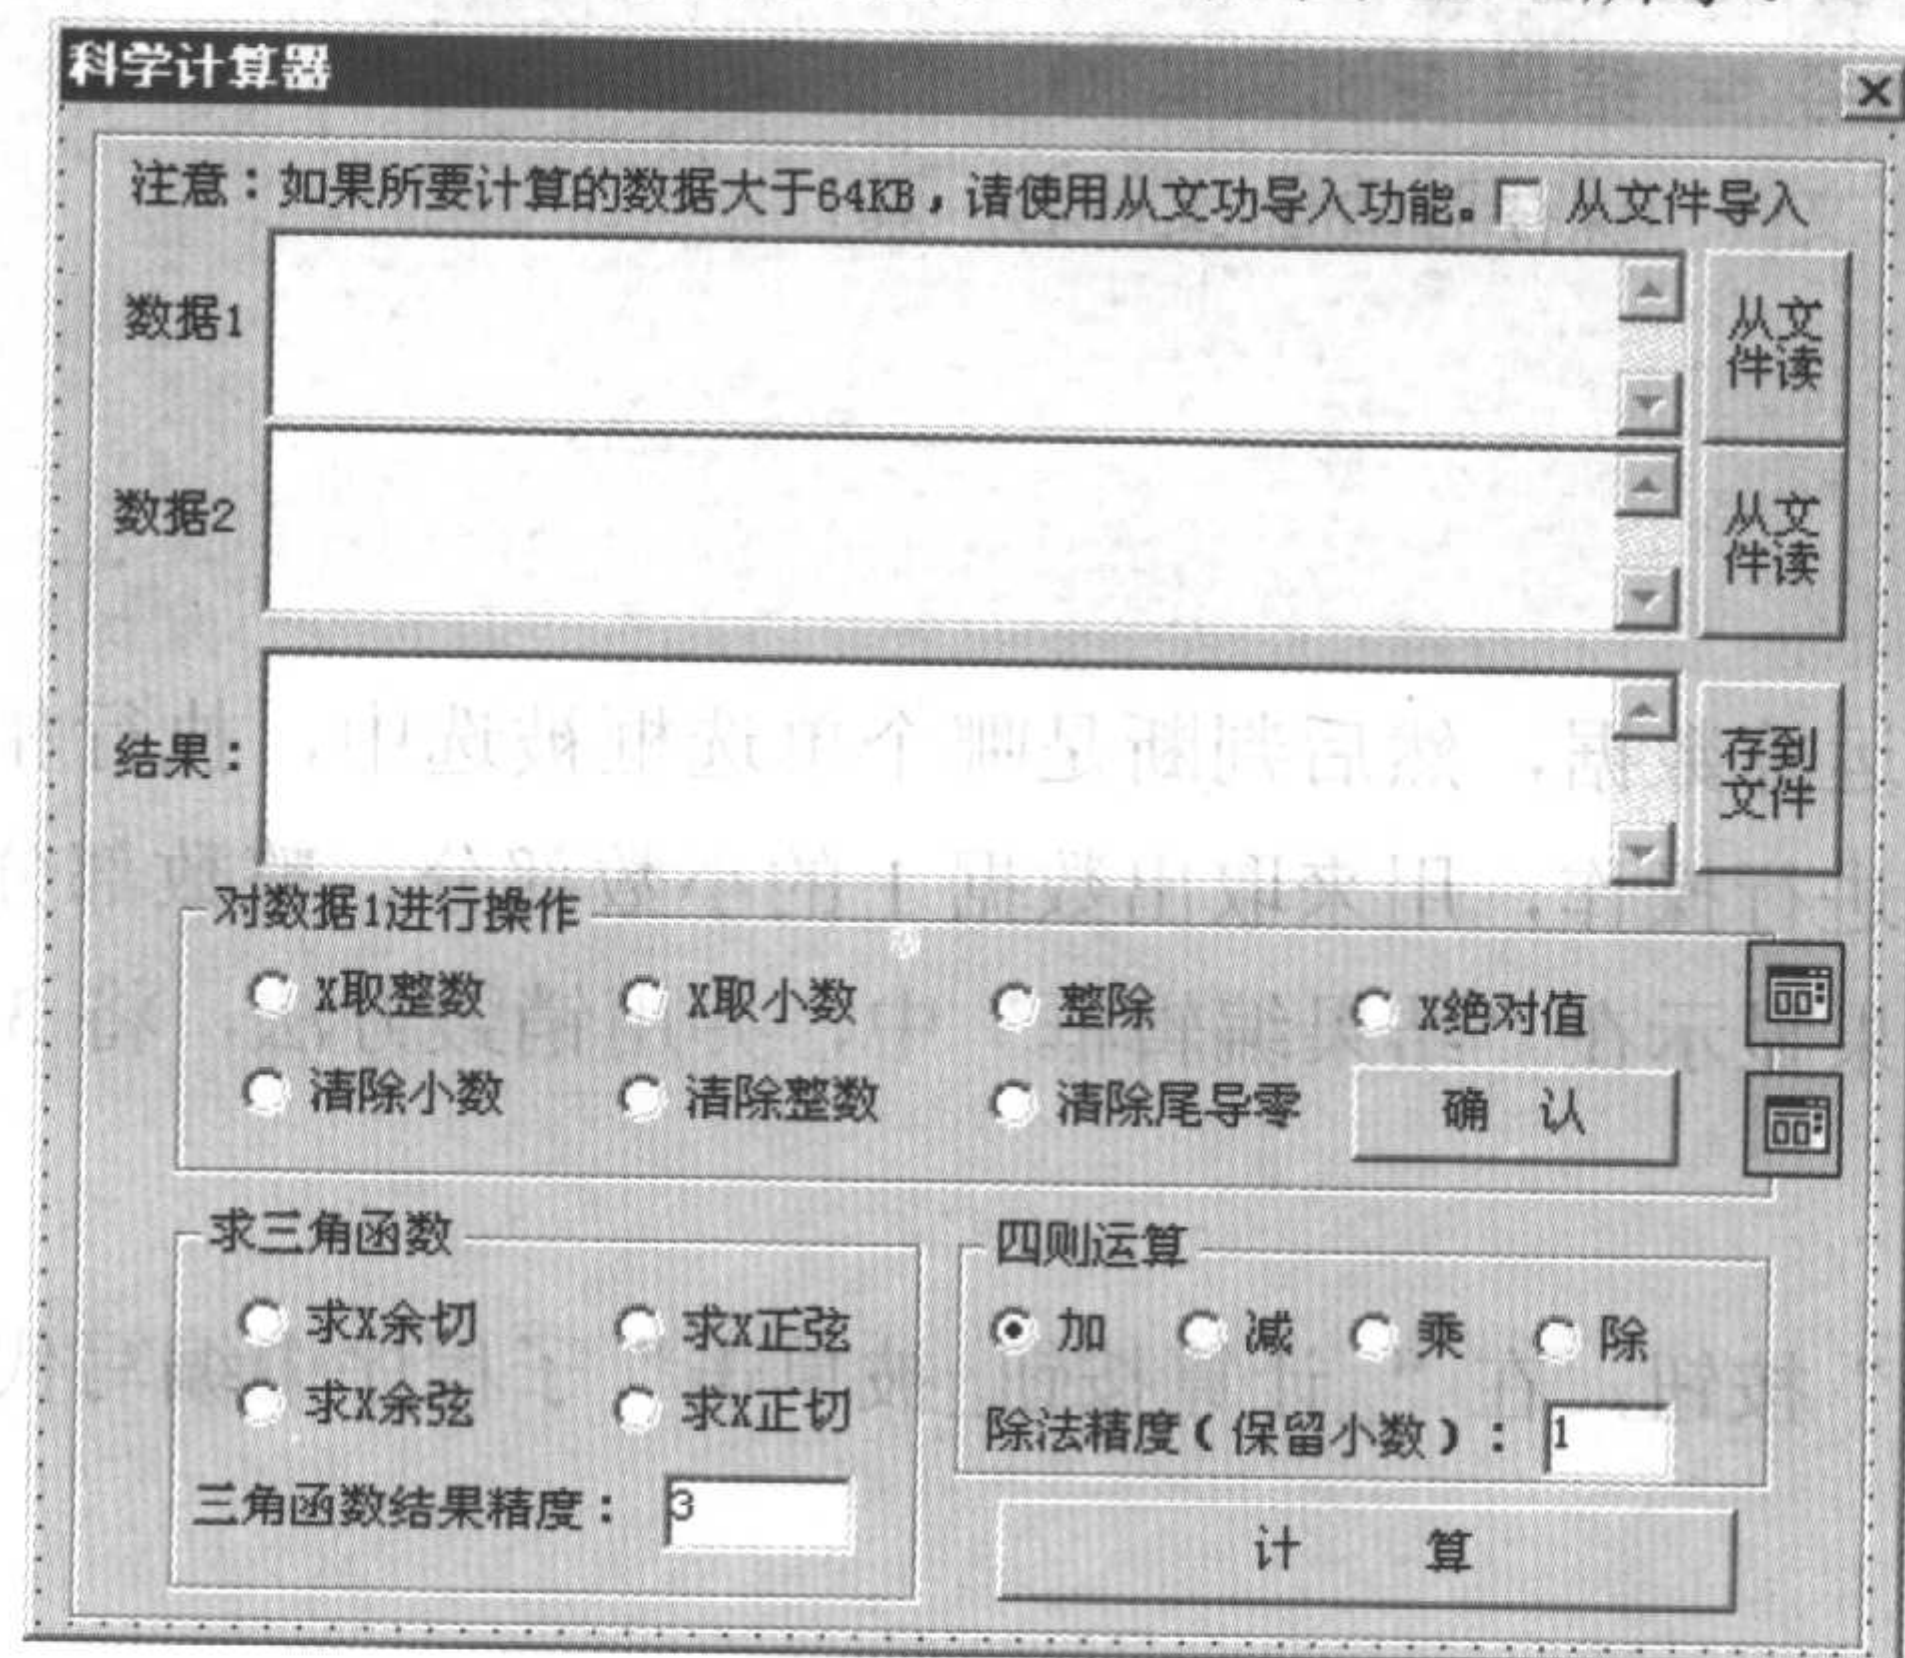 科学计算器
注意：如果所要计算的数据大于64KB，请使用从文功导入功能。 从文件导入
数据1
从文
件读
数据2
从文
件读
结果：
存到
文件
对数据1进行操作
X取整数 X取小数 整除 X绝对值
清除小数 清除整数 清除尾导零 确 认
求三角函数
求X余切 求X正弦
求X余弦 求X正切
三角函数结果精度： 3
四则运算
加 减 乘 除
除法精度（保留小数）： 1
计 算